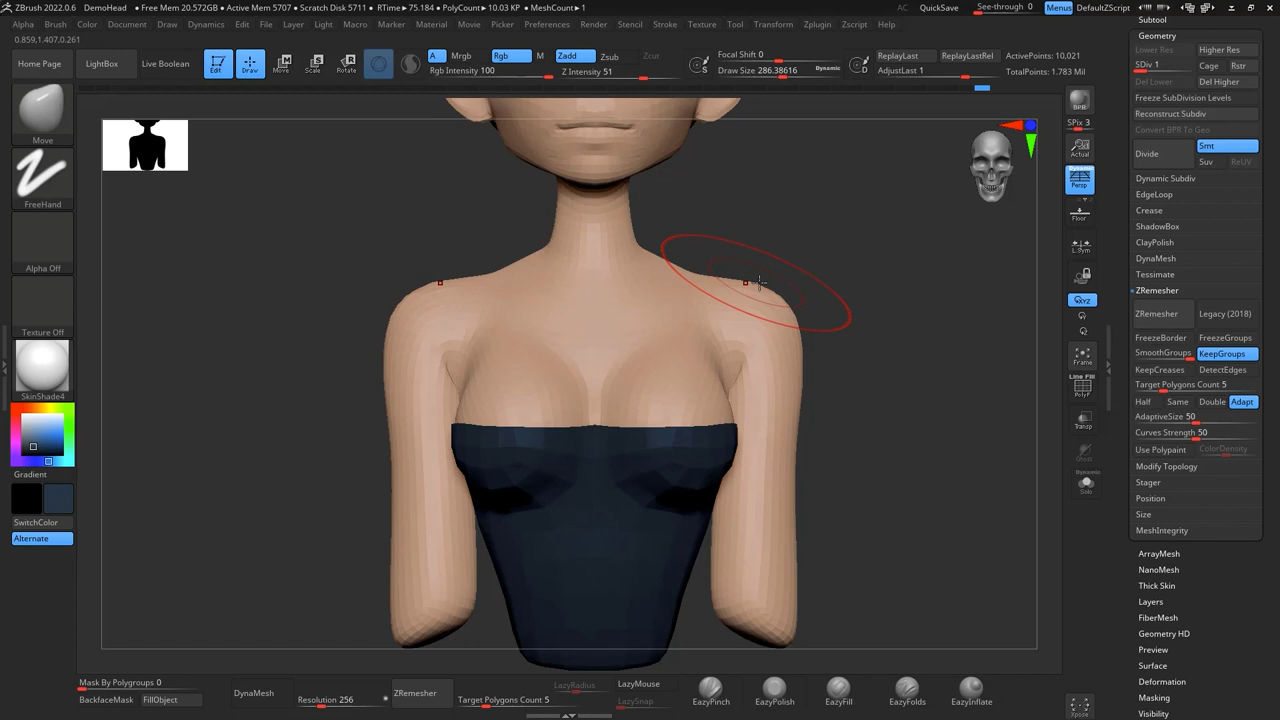 ZBrush 2022.0.6 DemoHead • Free Mem 20.572GB • Active Mem 5707 • Scratch Disk 5711 • RTime▶75.184 • PolyCount▶10.03 KP • MeshCount▶1 AC QuickSave See-through 0 Menus DefaultZScript
Alpha Brush Color Document Draw Dynamics Edit File Layer Light Macro Marker Material Movie Picker Preferences Render Stencil Stroke Texture Tool Transform Zplugin Zscript Help
0.859,1.407,0.261
Home Page LightBox Live Boolean Edit Draw Move Scale Rotate
A Mrgb Rgb M Zadd Zsub Zcut
Rgb Intensity 100 Z Intensity 51
S Focal Shift 0
Draw Size 286.38616 Dynamic
D ReplayLast ReplayLastRel
AdjustLast 1
ActivePoints: 10,021
TotalPoints: 1.783 Mil
Move
FreeHand
Alpha Off
Texture Off
SkinShade4
Gradient
SwitchColor
Alternate
BPR
SPix 3
Actual
Dynamic
Persp
Floor
L.Sym
XYZ
Frame
Line Fill
PolyF
Transp
Ghost
Dynamic
Solo
Xpose
Subtool
Geometry
Lower Res Higher Res
SDiv 1 Cage Rstr
Del Lower Del Higher
Freeze SubDivision Levels
Reconstruct Subdiv
Convert BPR To Geo
Divide Smt
Suv ReUV
Dynamic Subdiv
EdgeLoop
Crease
ShadowBox
ClayPolish
DynaMesh
Tessimate
ZRemesher
ZRemesher Legacy (2018)
FreezeBorder FreezeGroups
SmoothGroups KeepGroups
KeepCreases DetectEdges
Target Polygons Count 5
Half Same Double Adapt
AdaptiveSize 50
Curves Strength 50
Use Polypaint ColorDensity
Modify Topology
Stager
Position
Size
MeshIntegrity
ArrayMesh
NanoMesh
Thick Skin
Layers
FiberMesh
Geometry HD
Preview
Surface
Deformation
Masking
Visibility
Mask By Polygroups 0
BackfaceMask FillObject
DynaMesh Resolution 256
ZRemesher Target Polygons Count 5
LazyRadius LazyMouse
LazySnap
EazyPinch EazyPolish EazyFill EazyFolds EazyInflate